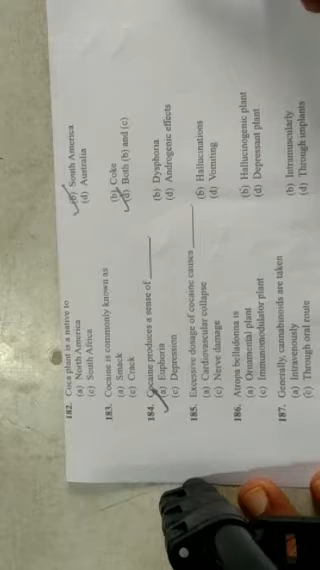 182. Coca plant is a native to
(a) North America (b) South America
(c) South Africa (d) Australia
183. Cocaine is commonly known as
(a) Smack (b) Coke
(c) Crack (d) Both (b) and (c)
184. Cocaine produces a sense of ______
(a) Euphoria (b) Dysphoria
(c) Depression (d) Androgenic effects
185. Excessive dosage of cocaine causes ______
(a) Cardiovascular collapse (b) Hallucinations
(c) Nerve damage (d) Vomiting
186. Atropa belladonna is
(a) Ornamental plant (b) Hallucinogenic plant
(c) Immunomodulator plant (d) Depressant plant
187. Generally, cannabinoids are taken
(a) Intravenously (b) Intramuscularly
(c) Through oral route (d) Through implants